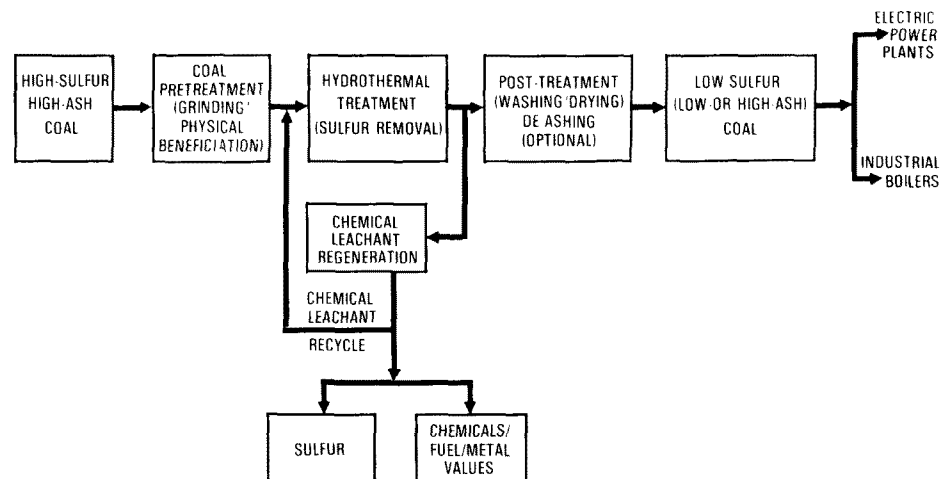 HIGH-SULFUR
HIGH-ASH
COAL
COAL
PRETREATMENT
(GRINDING'
PHYSICAL
BENEFICIATION)
HYDROTHERMAL
TREATMENT
(SULFUR REMOVAL)
POST-TREATMENT
(WASHING'DRYING)
DE ASHING
(OPTIONAL)
LOW SULFUR
(LOW-OR HIGH-ASH)
COAL
ELECTRIC
POWER
PLANTS
INDUSTRIAL
BOILERS
CHEMICAL
LEACHANT
REGENERATION
CHEMICAL
LEACHANT
RECYCLE
SULFUR
CHEMICALS/
FUEL/METAL
VALUES